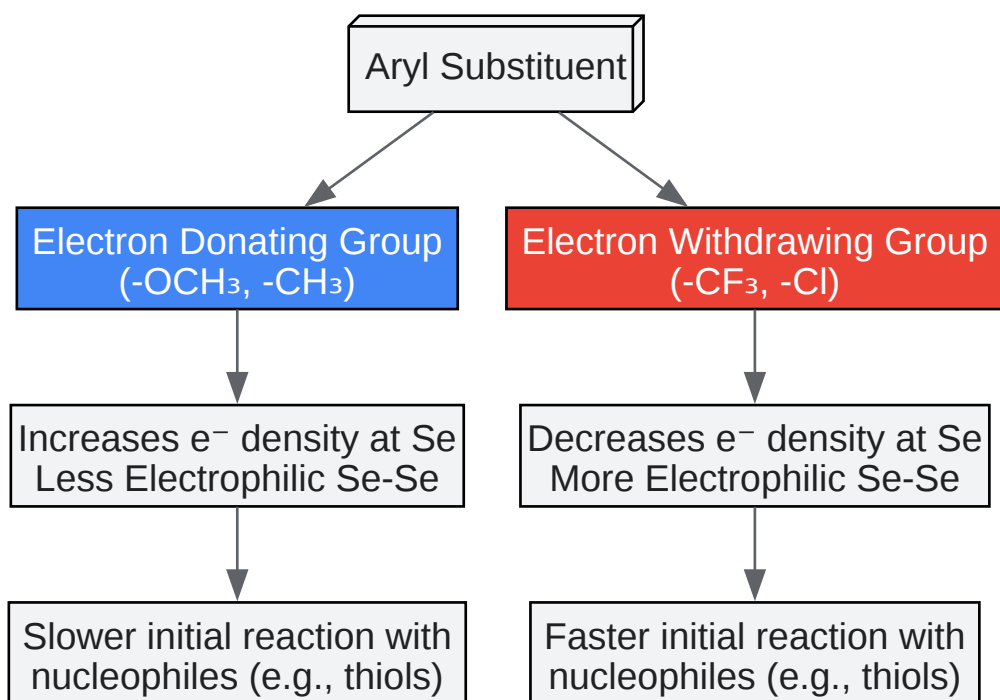 Aryl Substituent
Electron Donating Group
(-OCH₃, -CH₃)
Electron Withdrawing Group
(-CF₃, -Cl)
Increases e⁻ density at Se
Less Electrophilic Se-Se
Decreases e⁻ density at Se
More Electrophilic Se-Se
Slower initial reaction with
nucleophiles (e.g., thiols)
Faster initial reaction with
nucleophiles (e.g., thiols)